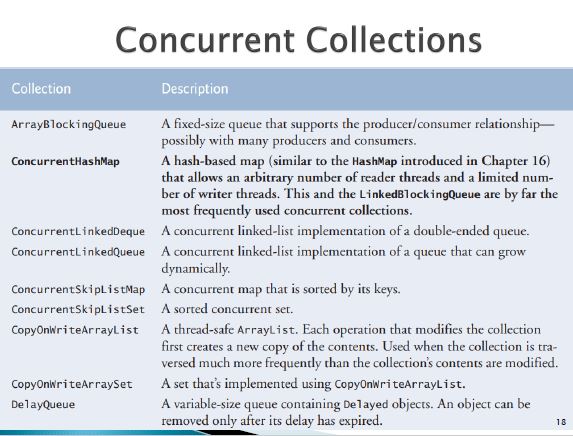 Concurrent Collections
Collection Description
ArrayBlockingQueue A fixed-size queue that supports the producer/consumer relationship—
possibly with many producers and consumers.
ConcurrentHashMap A hash-based map (similar to the HashMap introduced in Chapter 16)
that allows an arbitrary number of reader threads and a limited num-
ber of writer threads. This and the LinkedBlockingQueue are by far the
most frequently used concurrent collections.
ConcurrentLinkedDeque A concurrent linked-list implementation of a double-ended queue.
ConcurrentLinkedQueue A concurrent linked-list implementation of a queue that can grow
dynamically.
ConcurrentSkipListMap A concurrent map that is sorted by its keys.
ConcurrentSkipListSet A sorted concurrent set.
CopyOnWriteArrayList A thread-safe ArrayList. Each operation that modifies the collection
first creates a new copy of the contents. Used when the collection is tra-
versed much more frequently than the collection's contents are modified.
CopyOnWriteArraySet A set that's implemented using CopyOnWriteArrayList.
DelayQueue A variable-size queue containing Delayed objects. An object can be
removed only after its delay has expired.
18